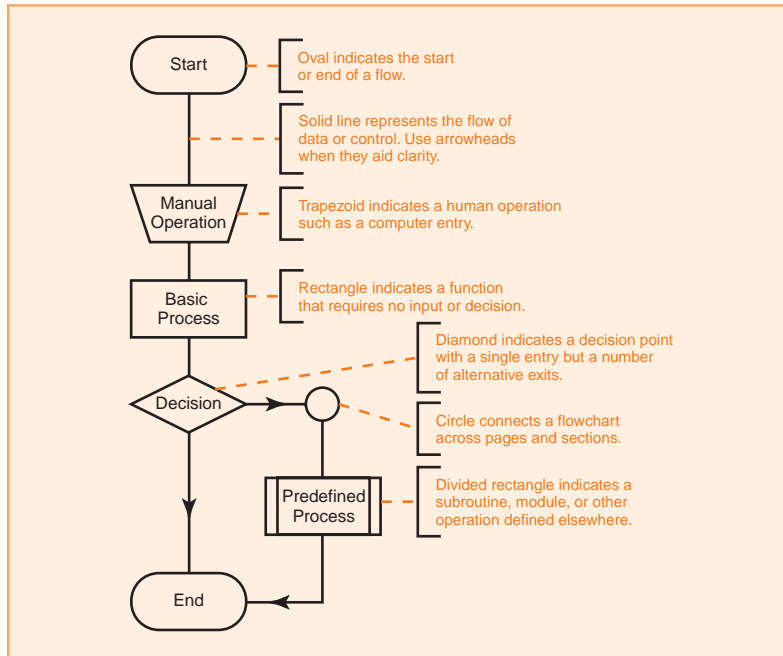 Start
Oval indicates the start
or end of a flow.
Solid line represents the flow of
data or control. Use arrowheads
when they aid clarity.
Manual
Operation
Trapezoid indicates a human operation
such as a computer entry.
Basic
Process
Rectangle indicates a function
that requires no input or decision.
Diamond indicates a decision point
with a single entry but a number
of alternative exits.
Decision
Circle connects a flowchart
across pages and sections.
Predefined
Process
Divided rectangle indicates a
subroutine, module, or other
operation defined elsewhere.
End